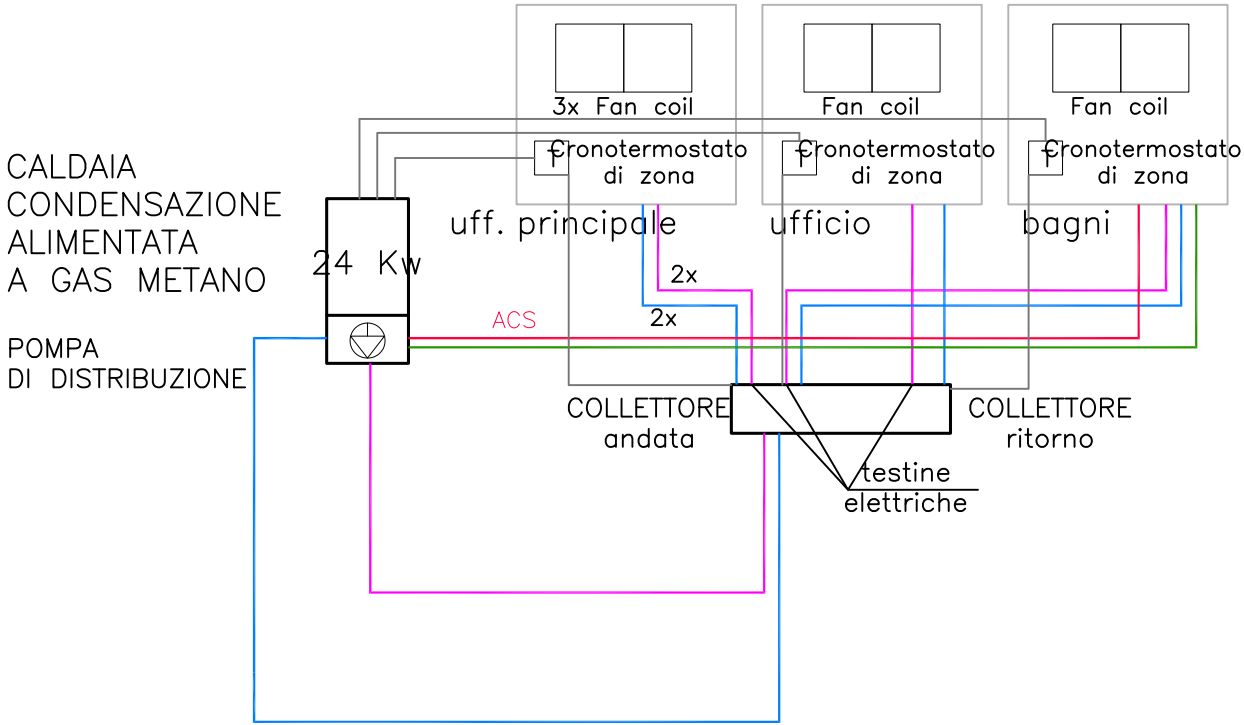 3x Fan coil
Fan coil
Fan coil
T
Cronotermostato
di zona
T
Cronotermostato
di zona
T
Cronotermostato
di zona
CALDAIA
CONDENSAZIONE
ALIMENTATA
A GAS METANO
24 Kw
uff. principale
ufficio
bagni
2x
2x
ACS
POMPA
DI DISTRIBUZIONE
COLLETTORE
andata
COLLETTORE
ritorno
testine
elettriche